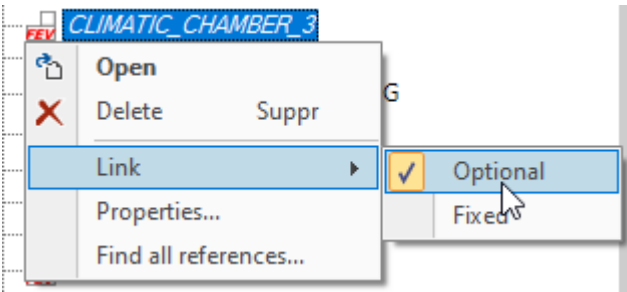 FEV CLIMATIC_CHAMBER_3
Open
G
Delete Suppr
Link
Optional
Properties...
Fixed
Find all references...